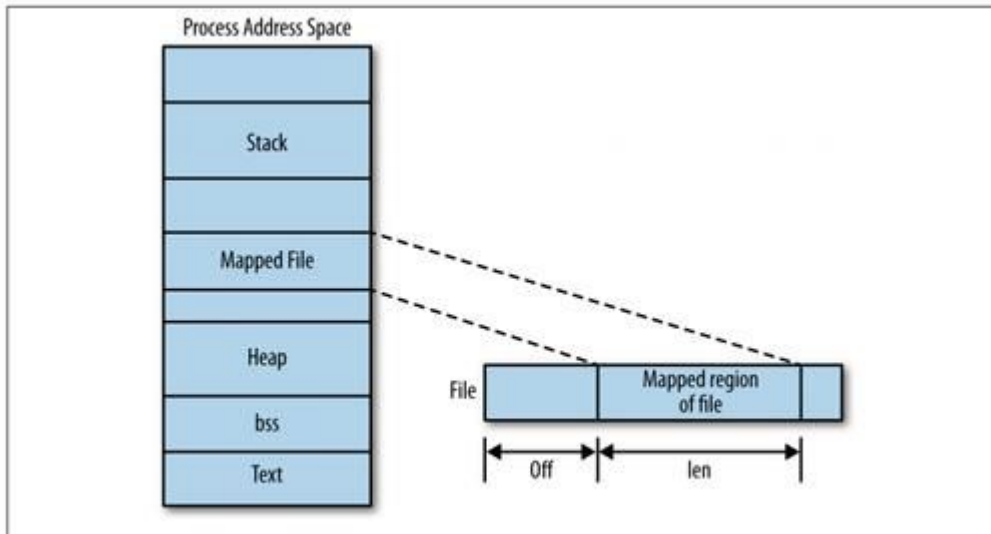 Process Address Space
Stack
Mapped File
Heap
bss
Text
File
Mapped region
of file
Off
len